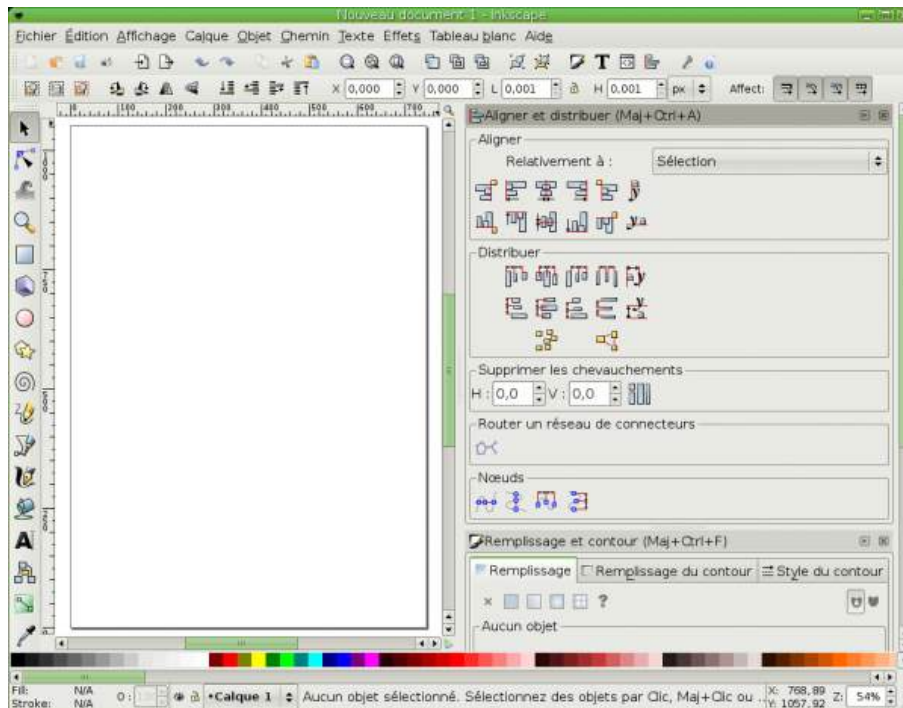 Nouveau document 1 - Inkscape
Fichier Édition Affichage Calque Objet Chemin Texte Effets Tableau blanc Aide
X 0,000 Y 0,000 L 0,001 H 0,001 px Affect:
Aligner et distribuer (Maj+Ctrl+A)
Aligner
Relativement à : Sélection
Distribuer
Supprimer les chevauchements
H : 0,0 V : 0,0
Router un réseau de connecteurs
Nœuds
Remplissage et contour (Maj+Ctrl+F)
Remplissage Remplissage du contour Style du contour
Aucun objet
Fill: N/A
Stroke: N/A
O: •Calque 1 Aucun objet sélectionné. Sélectionnez des objets par Clic, Maj+Clic ou ...
X: 768,89
Y: 1057,92
Z: 54%